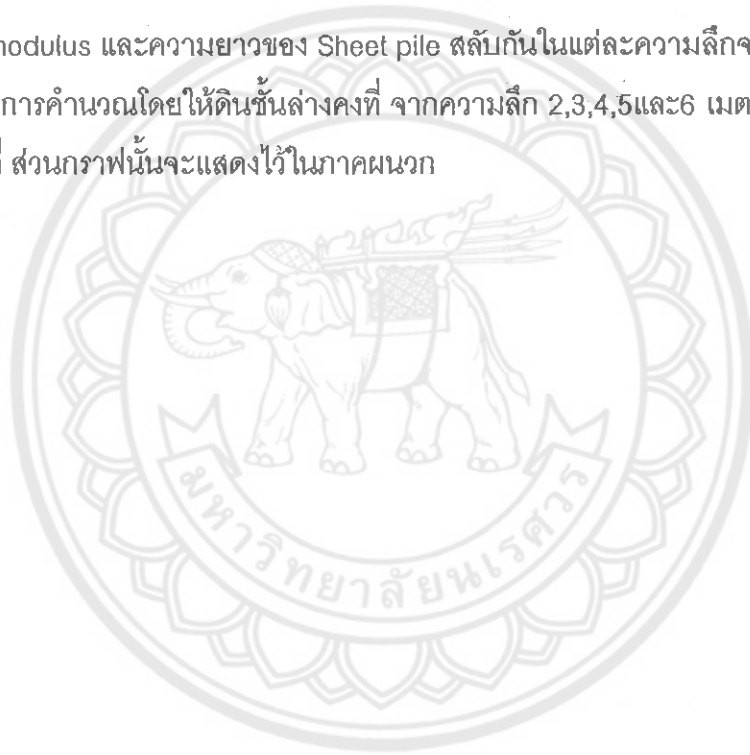 nodulus และความยาวของ Sheet pile สลับกันในแต่ละความลึกจ
การคำนวณโดยให้ดินชั้นล่างคงที่ จากความลึก 2,3,4,5และ6 เมต
ส่วนกราฟนั้นจะแสดงไว้ในภาคผนวก
มหาวิทยาลัยนเรศวร